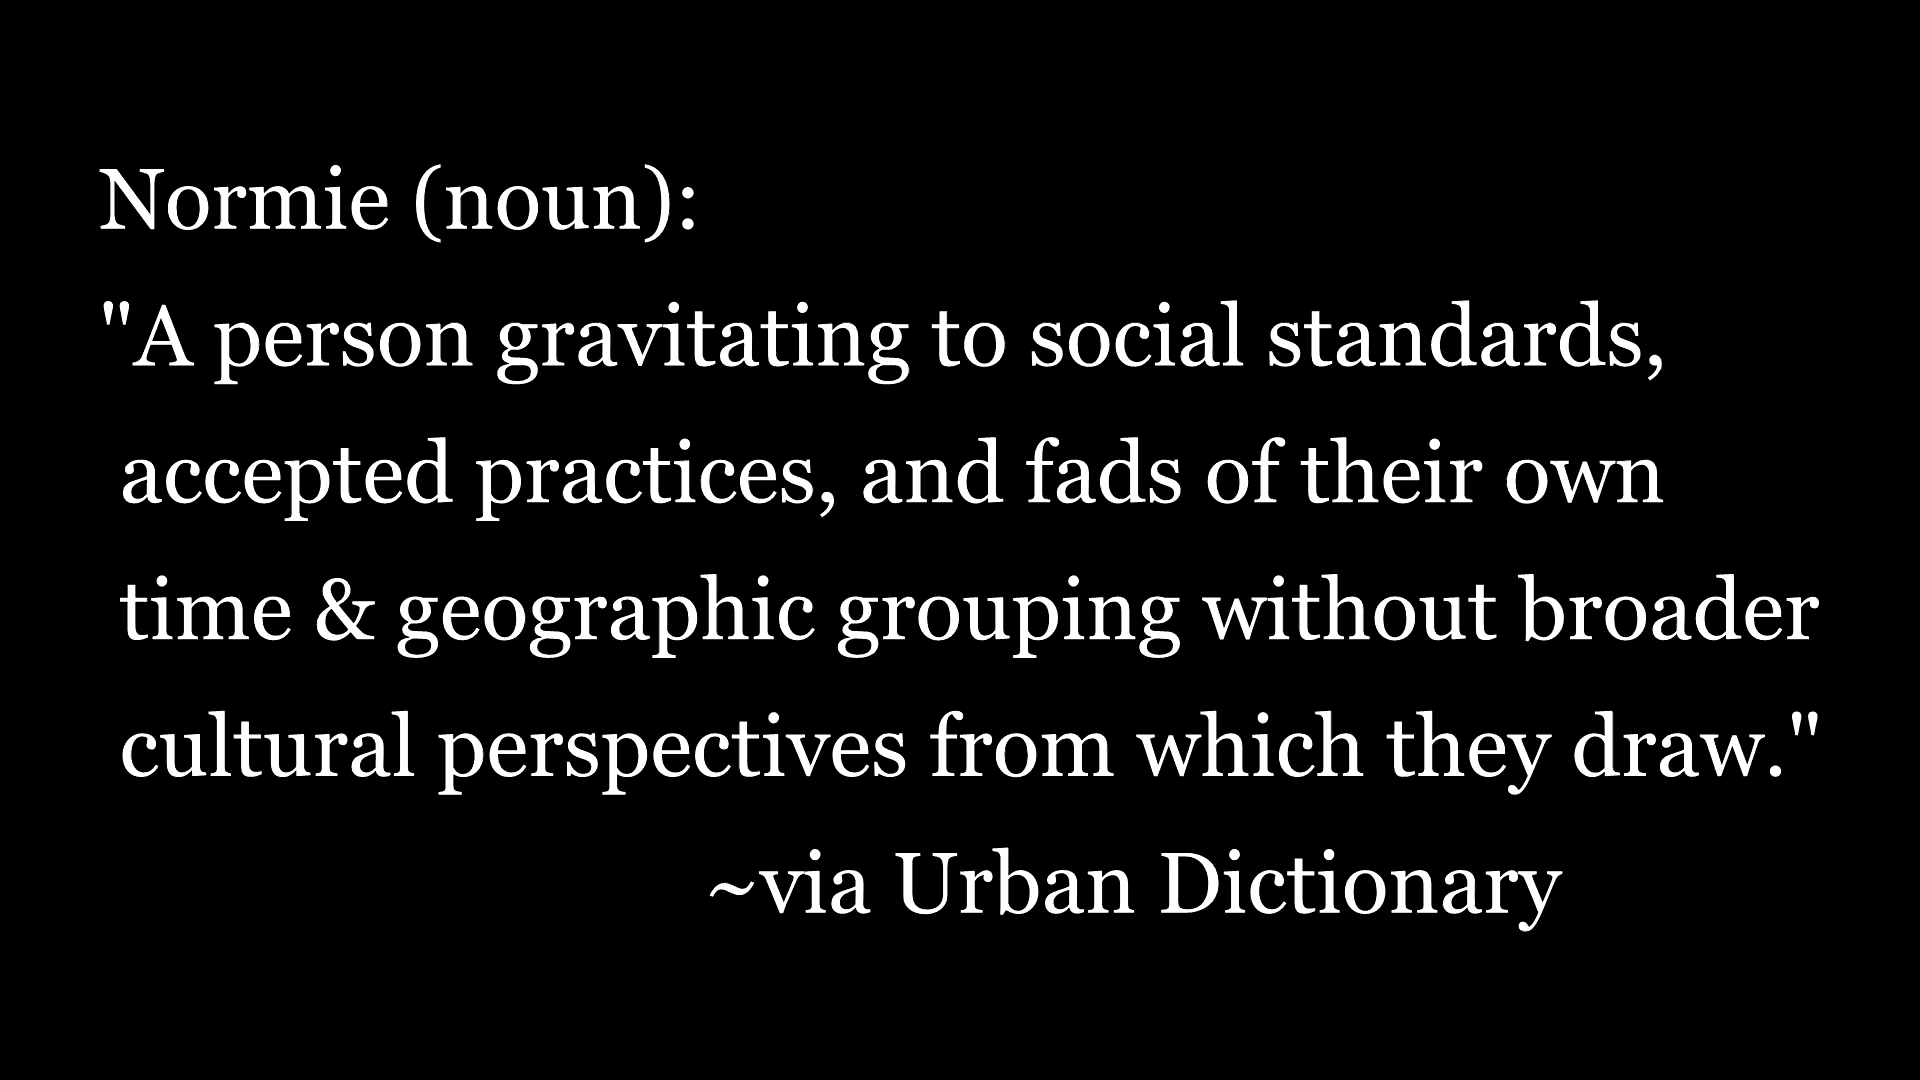 Normie (noun):
"A person gravitating to social standards,
accepted practices, and fads of their own
time & geographic grouping without broader
cultural perspectives from which they draw."
~via Urban Dictionary